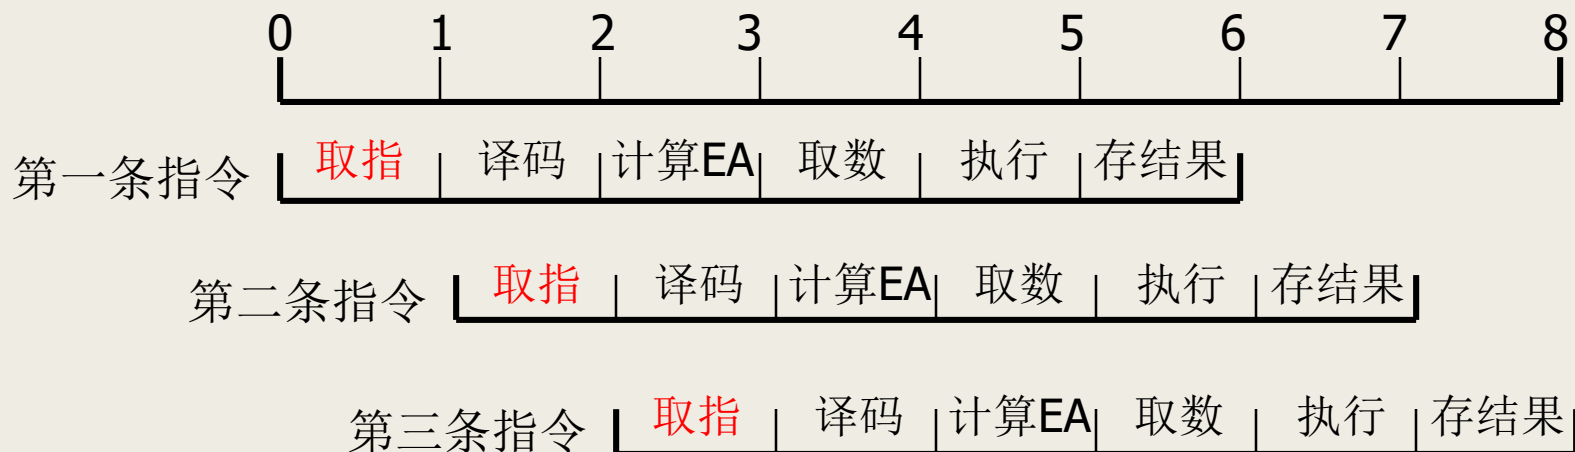 0 1 2 3 4 5 6 7 8
第一条指令 取指 译码 计算EA 取数 执行 存结果
第二条指令 取指 译码 计算EA 取数 执行 存结果
第三条指令 取指 译码 计算EA 取数 执行 存结果